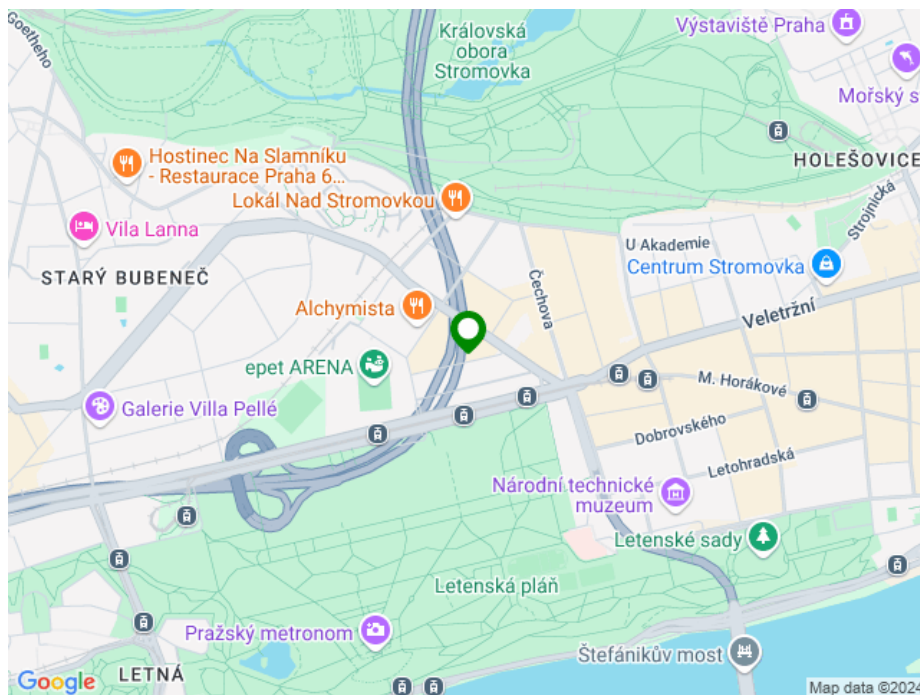 Goetheho
Královská
obora
Stromovka
Výstaviště Praha
Mořský s
HOLEŠOVICE
Hostinec Na Slamníku
- Restaurace Praha 6...
Lokál Nad Stromovkou
Strojnická
Vila Lanna
U Akademie
STARÝ BUBENEČ
Čechova
Centrum Stromovka
Alchymista
Veletržní
epet ARENA
M. Horákové
Galerie Villa Pellé
Dobrovského
Letohradská
Národní technické
muzeum
Letenské sady
Letenská pláň
Pražský metronom
Štefánikův most
LETNÁ
Google
Map data ©2024